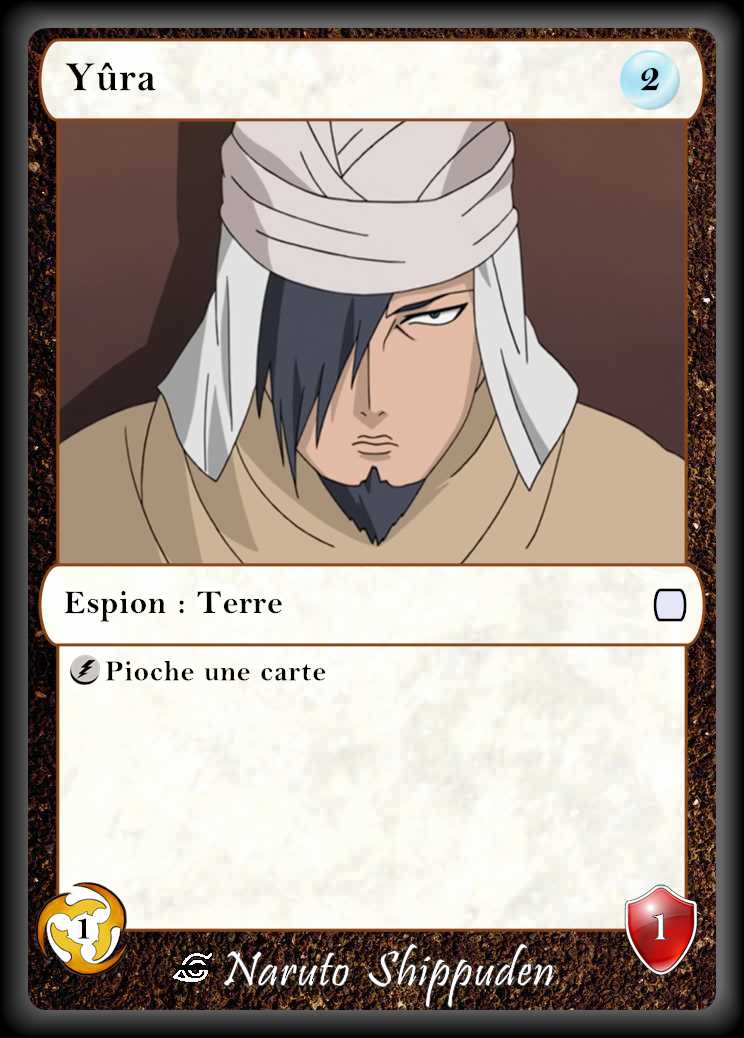 Yûra
2
Espion : Terre
Pioche une carte
1
1
Naruto Shippuden